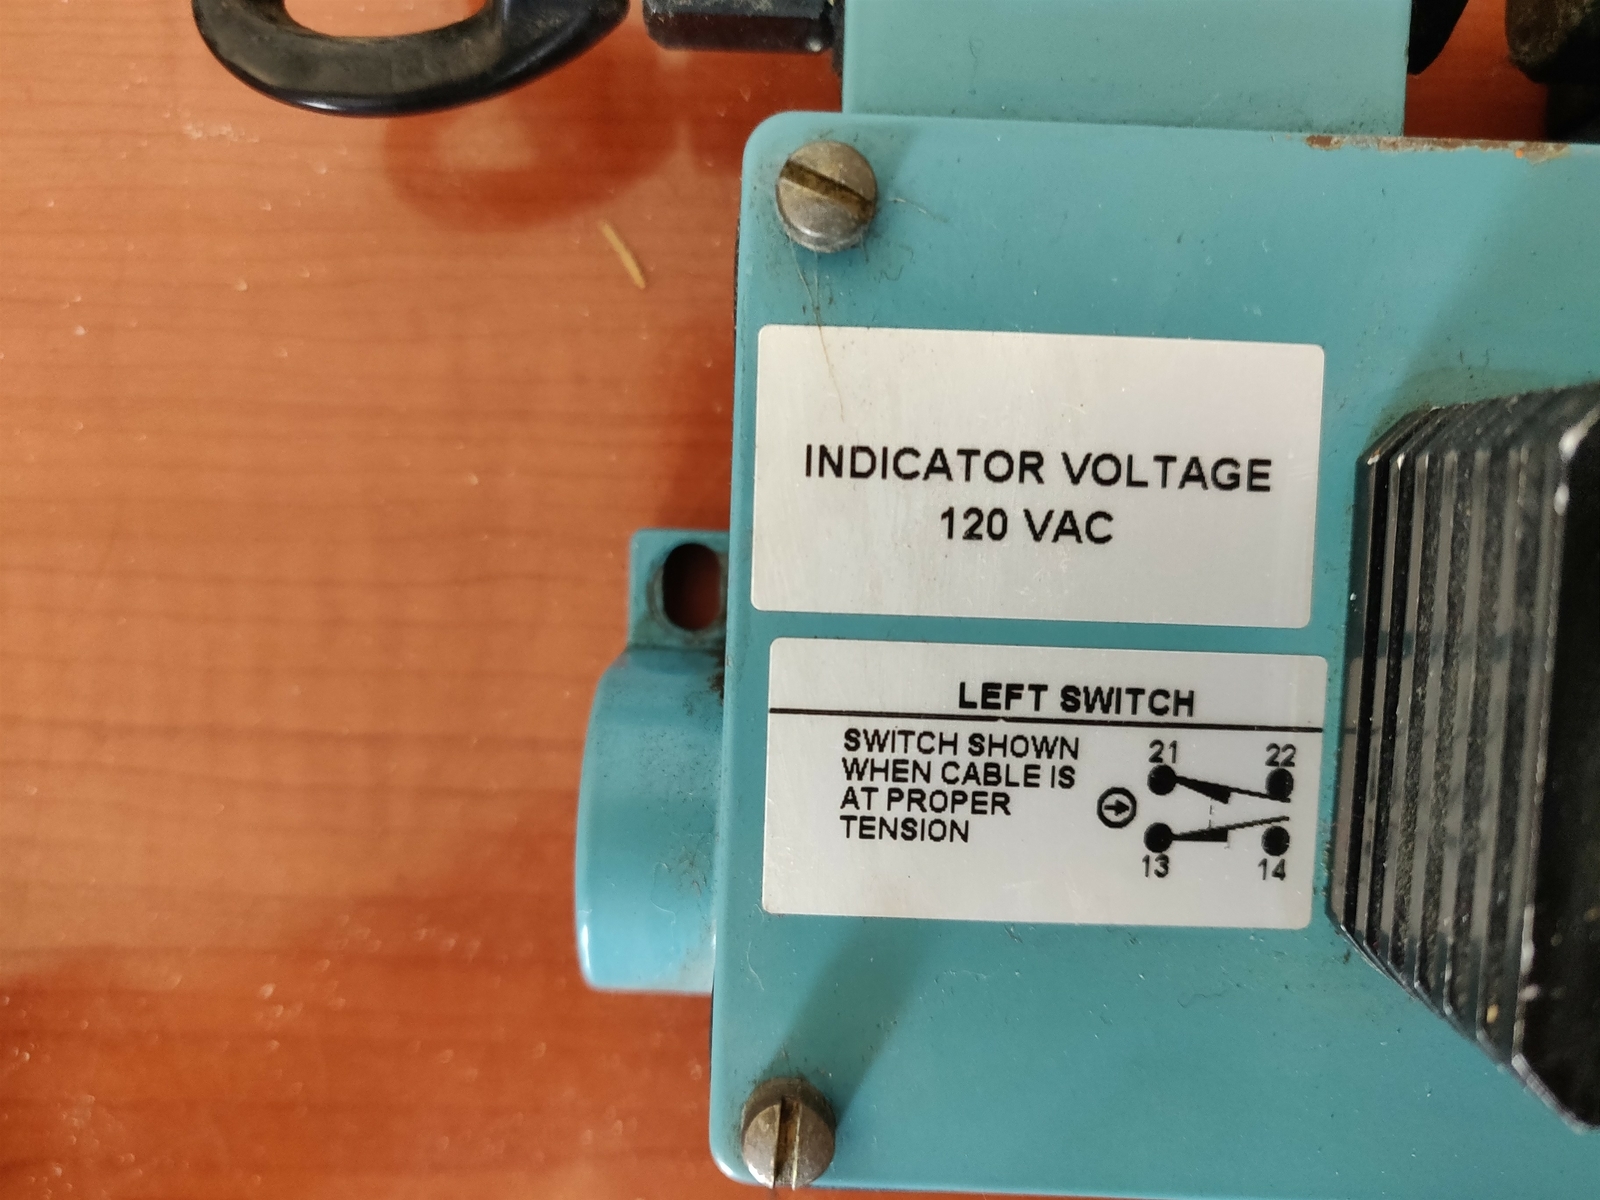 INDICATOR VOLTAGE
120 VAC
LEFT SWITCH
SWITCH SHOWN
WHEN CABLE IS
AT PROPER
TENSION
21 22
13 14